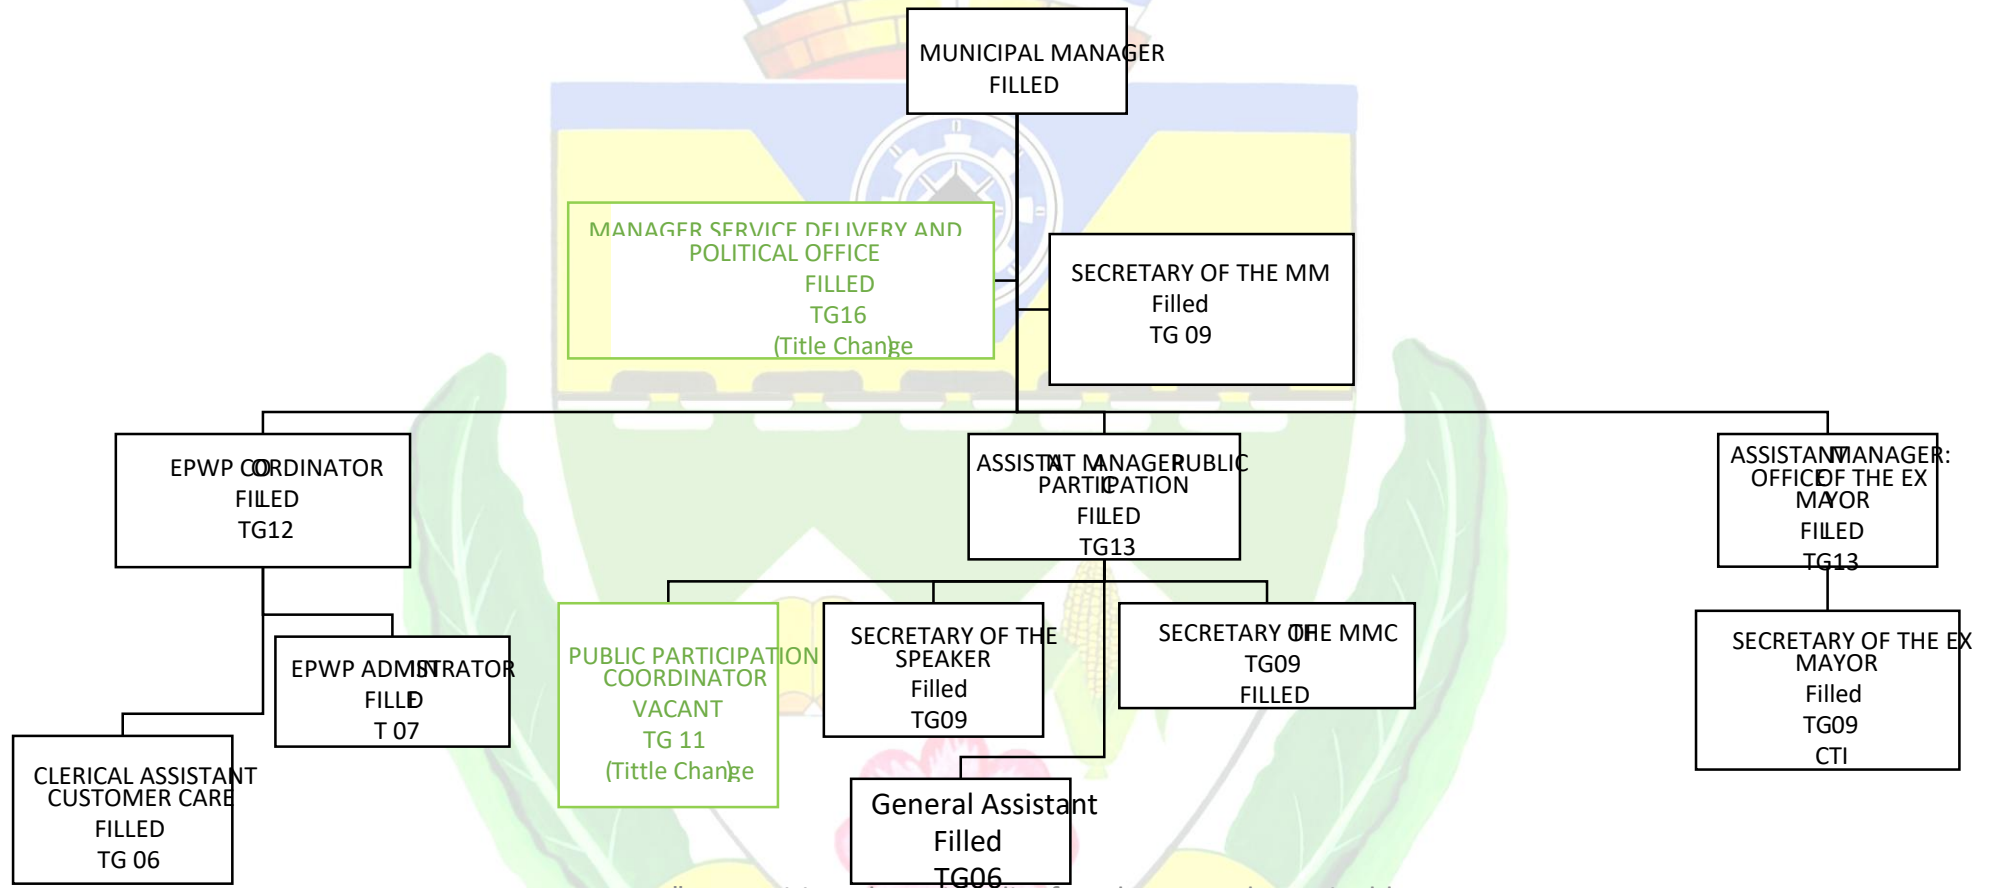 MUNICIPAL MANAGER
FILLED
MANAGER SERVICE DELIVERY AND
POLITICAL OFFICE
FILLED
TG16
(Title Change)
SECRETARY OF THE MM
Filled
TG 09
EPWP COORDINATOR
FILLED
TG12
ASSISTANT MANAGER PUBLIC
PARTICIPATION
FILLED
TG13
ASSISTANT MANAGER:
OFFICE OF THE EX
MAYOR
FILLED
TG13
EPWP ADMINSTRATOR
FILLED
T 07
CLERICAL ASSISTANT
CUSTOMER CARE
FILLED
TG 06
PUBLIC PARTICIPATION
COORDINATOR
VACANT
TG 11
(Tittle Change)
SECRETARY OF THE
SPEAKER
Filled
TG09
SECRETARY OF THE MMC
TG09
FILLED
General Assistant
Filled
TG06
SECRETARY OF THE EX
MAYOR
Filled
TG09
CTI